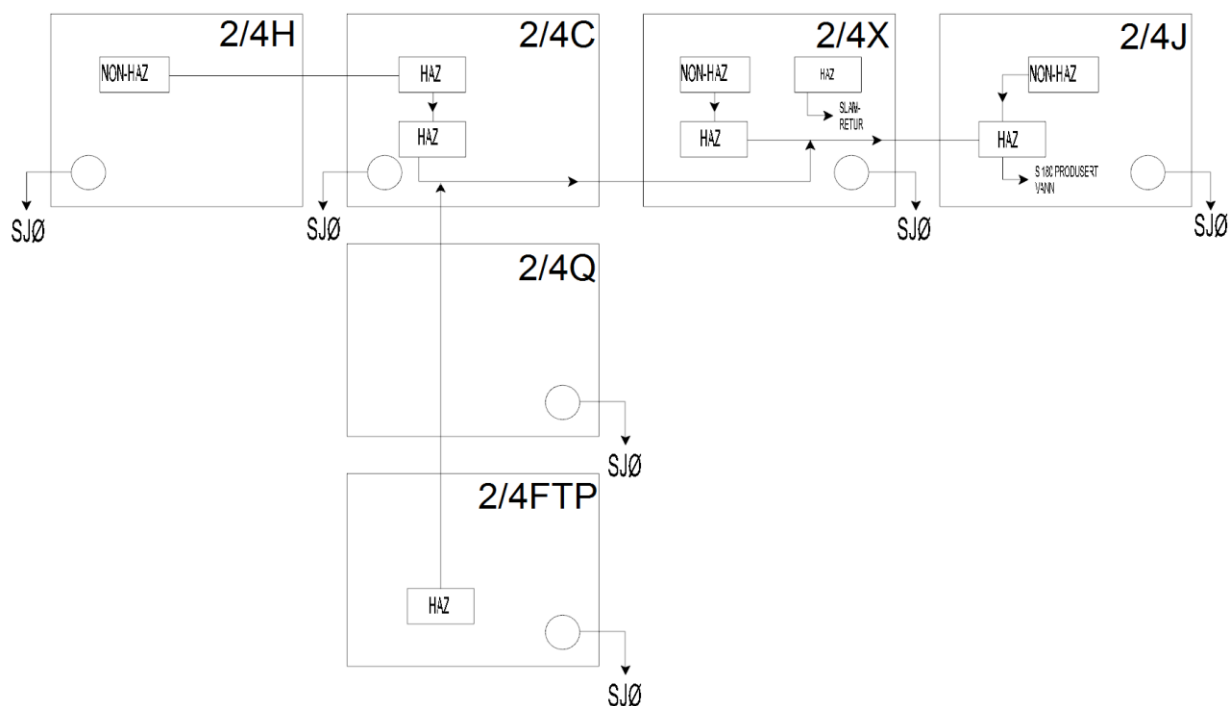 2/4H
NON-HAZ
SJØ
2/4C
HAZ
HAZ
SJØ
2/4X
NON-HAZ
HAZ
HAZ
SLAM-
RETUR
SJØ
2/4J
NON-HAZ
HAZ
S 180 PRODUSERT
VANN
SJØ
2/4Q
SJØ
2/4FTP
HAZ
SJØ